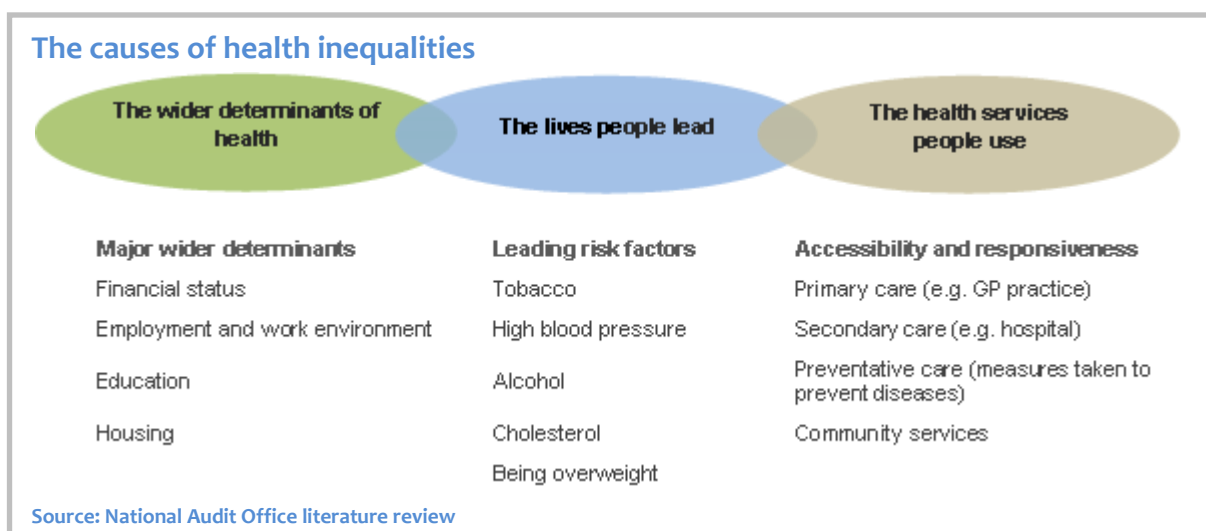 The causes of health inequalities
The wider determinants of
health
The lives people lead
The health services
people use
Major wider determinants
Financial status
Employment and work environment
Education
Housing
Leading risk factors
Tobacco
High blood pressure
Alcohol
Cholesterol
Being overweight
Accessibility and responsiveness
Primary care (e.g. GP practice)
Secondary care (e.g. hospital)
Preventative care (measures taken to
prevent diseases)
Community services
Source: National Audit Office literature review